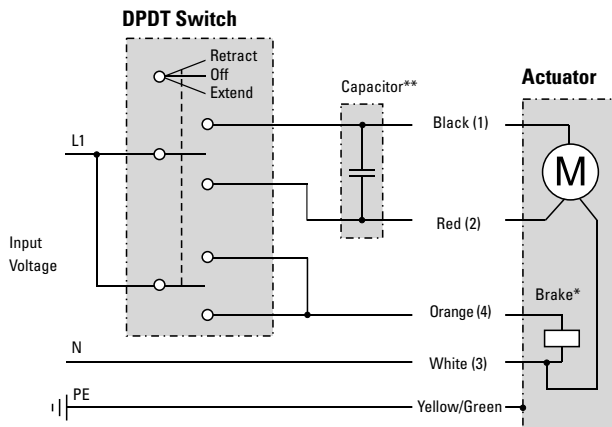 DPDT Switch
Retract
Off
Extend
Capacitor**
Actuator
Black (1)
L1
M
Red (2)
Input
Voltage
Brake*
Orange (4)
N
White (3)
PE
Yellow/Green